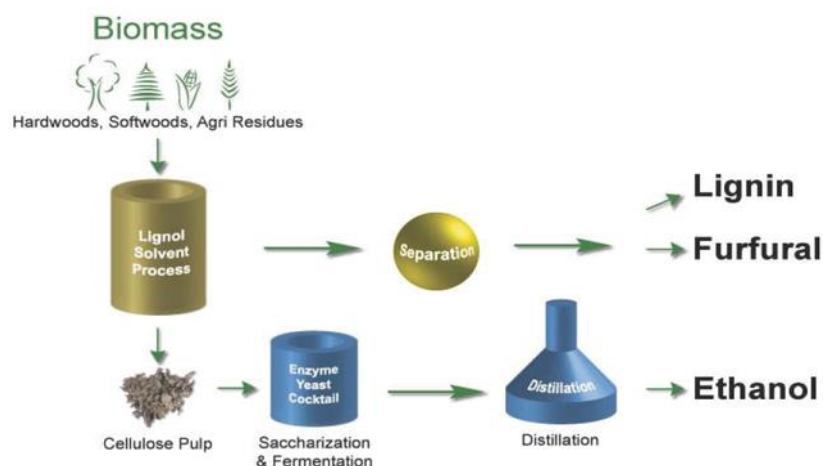 Biomass
Hardwoods, Softwoods, Agri Residues
Lignol
Solvent
Process
Separation
Lignin
Furfural
Cellulose Pulp
Enzyme
Yeast
Cocktail
Saccharization
& Fermentation
Distillation
Distillation
Ethanol